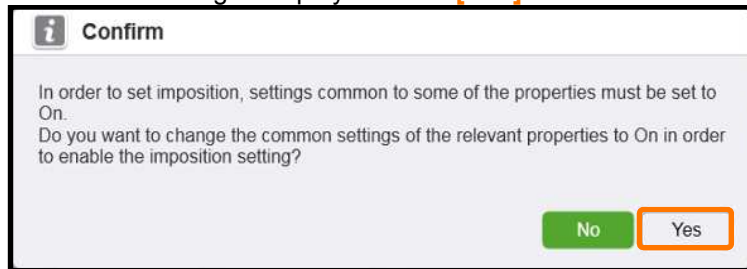 Confirm
In order to set imposition, settings common to some of the properties must be set to
On.
Do you want to change the common settings of the relevant properties to On in order
to enable the imposition setting?
No Yes